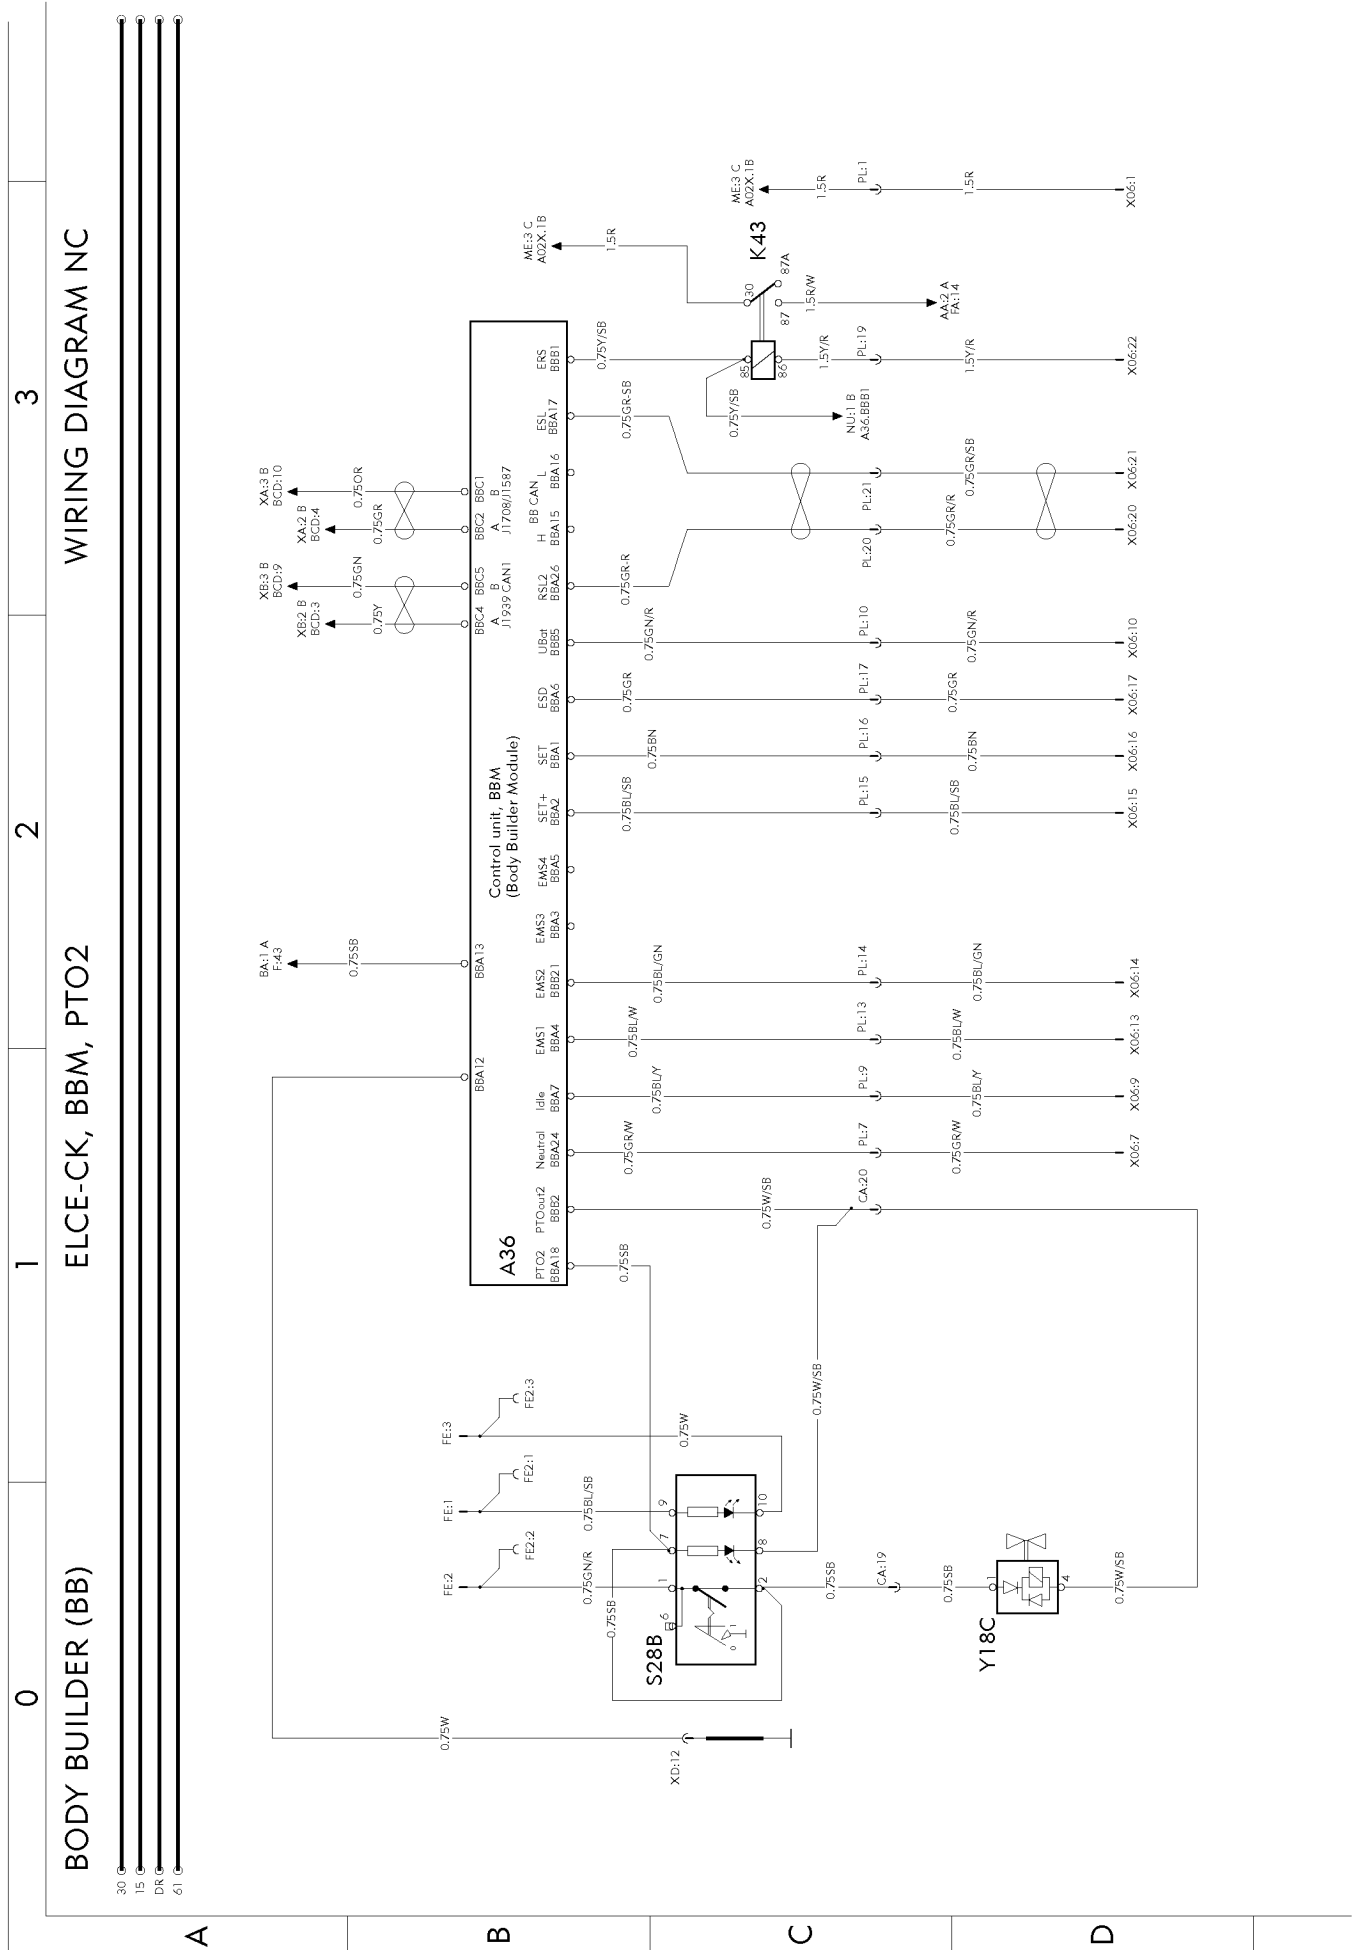 0
1
2
3
BODY BUILDER (BB)
ELCE-CK, BBM, PTO2
WIRING DIAGRAM NC
30
15
DR
61
A
B
C
D
BA:1 A
F:43
0.75SB
XB:2 B
BCD:3
0.75Y
XB:3 B
BCD:9
0.75GN
XA:2 B
BCD:4
0.75GR
XA:3 B
BCD:10
0.75OR
BBA12
BBA13
BBC4
BBC5
BBC2
BBC1
A
B
J1939 CAN1
A
B
J1708/J1587
Control unit, BBM
(Body Builder Module)
A36
BB CAN
H
L
PTO2
BBA18
PTOout2
BBB2
Neutral
BBA24
Idle
BBA7
EMS1
BBA4
EMS2
BBB21
EMS3
BBA3
EMS4
BBA5
SET+
BBA2
SET
BBA1
ESD
BBA6
UBat
BBB5
RSL2
BBA26
BBA15
BBA16
ESL
BBA17
ERS
BBB1
ME:3 C
A02X.1B
1.5R
0.75W
XD:12
FE:2
FE2:2
FE:1
FE2:1
FE:3
FE2:3
0.75GN/R
0.75BL/SB
0.75W
0.75SB
0.75SB
S28B
6
1
7
9
0
1
2
8
10
0.75SB
CA:19
0.75SB
Y18C
1
4
0.75W/SB
0.75W/SB
0.75W/SB
CA:20
0.75GR/W
PL:7
0.75GR/W
X06:7
0.75BL/Y
PL:9
0.75BL/Y
X06:9
0.75BL/W
PL:13
0.75BL/W
X06:13
0.75BL/GN
PL:14
0.75BL/GN
X06:14
0.75BL/SB
PL:15
0.75BL/SB
X06:15
0.75BN
PL:16
0.75BN
X06:16
0.75GR
PL:17
0.75GR
X06:17
0.75GN/R
PL:10
0.75GN/R
X06:10
0.75GR-R
PL:20
0.75GR/R
X06:20
0.75GR-SB
PL:21
0.75GR/SB
X06:21
0.75Y/SB
0.75Y/SB
NU:1 B
A36.BBB1
85
86
1.5Y/R
PL:19
1.5Y/R
X06:22
K43
30
87
87A
1.5R/W
AA:2 A
FA:14
ME:3 C
A02X.1B
1.5R
PL:1
1.5R
X06:1